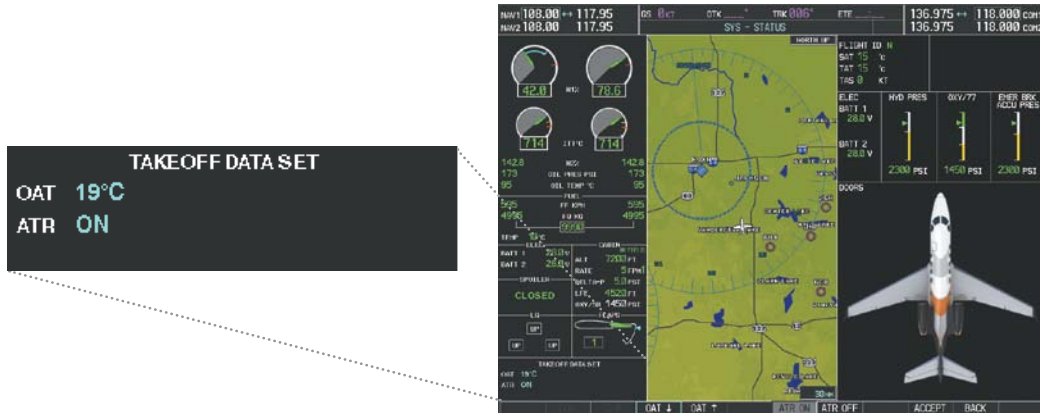 TAKEOFF DATA SET
OAT 19°C
ATR ON
NAV1 108.00 ↔ 117.95
NAV2 108.00 117.95
GS 0KT DTK ___° TRK 006° ETE __:__
SYS - STATUS
136.975 ↔ 118.000 COM1
136.975 118.000 COM2
NORTH UP
42.0 N1% 78.6
714 ITT°C 714
142.8 N2% 142.8
173 OIL PRES PSI 173
95 OIL TEMP °C 95
FUEL
595 FF KPH 595
4995 FQ KG 4995
9990
TEMP
ELEC
BATT 1 28.0 V
BATT 2 28.0 V
CABIN
ALT 7200 FT
RATE 5 FPM
DELTA-P 5.0 PSI
LFE 4520 FT
OXY 1450 PSI
SPOILER
CLOSED
LG
UP
UP UP
FLAPS
1
TAKEOFF DATA SET
OAT 19°C
ATR ON
30NM
FLIGHT ID N
SAT 15 °C
TAT 15 °C
TAS 0 KT
ELEC
BATT 1
28.0 V
BATT 2
28.0 V
HYD PRES
2300 PSI
OXY/77
1450 PSI
EMER BRK
ACCU PRES
2300 PSI
DOORS
OAT ↓ OAT ↑ ATR ON ATR OFF ACCEPT BACK